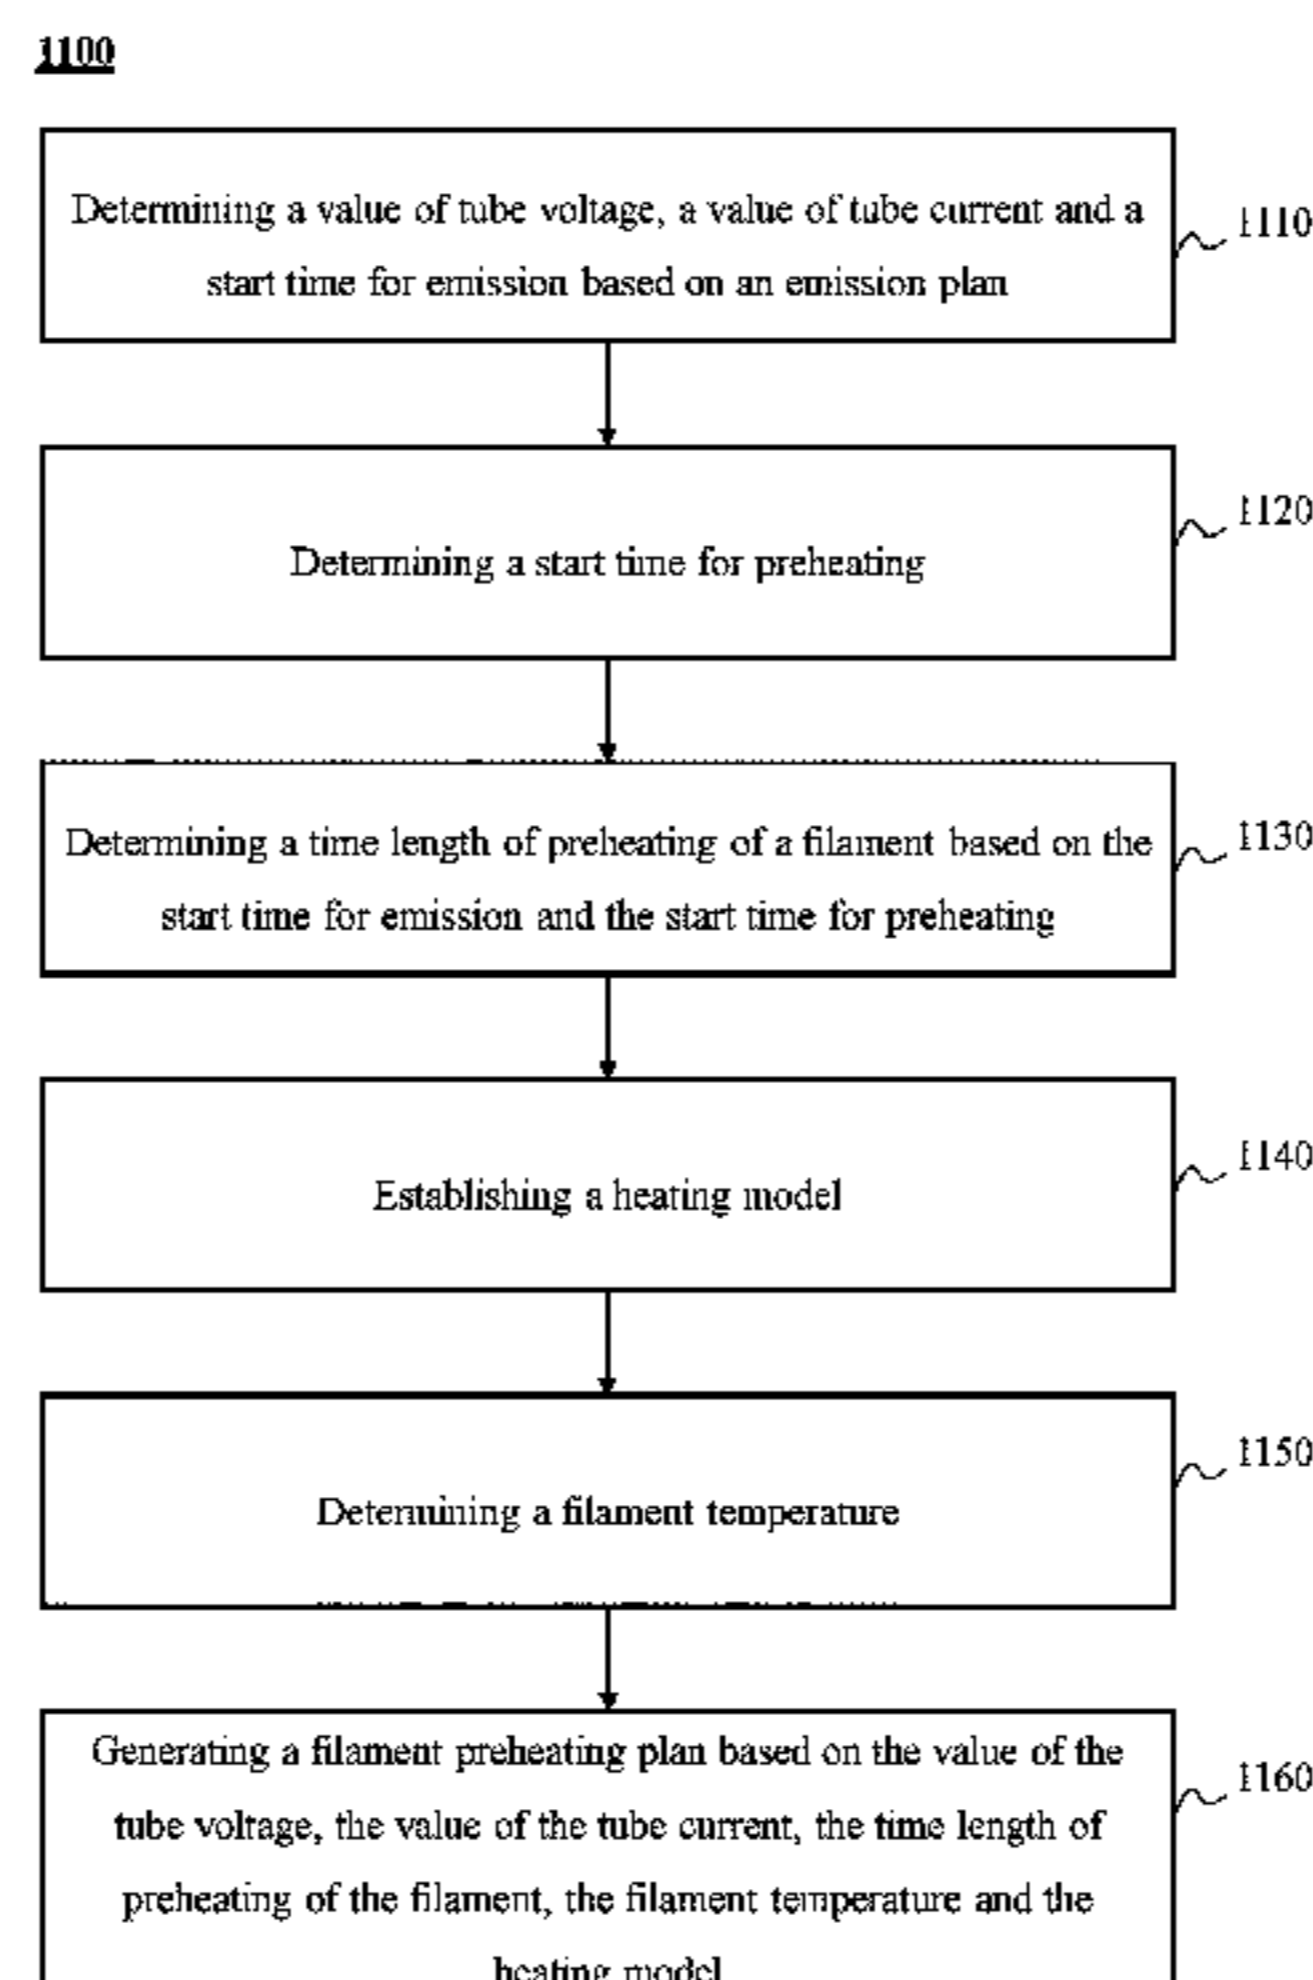 1100
Determining a value of tube voltage, a value of tube current and a
start time for emission based on an emission plan
1110
Determining a start time for preheating
1120
Determining a time length of preheating of a filament based on the
start time for emission and the start time for preheating
1130
Establishing a heating model
1140
Determining a filament temperature
1150
Generating a filament preheating plan based on the value of the
tube voltage, the value of the tube current, the time length of
preheating of the filament, the filament temperature and the
heating model
1160